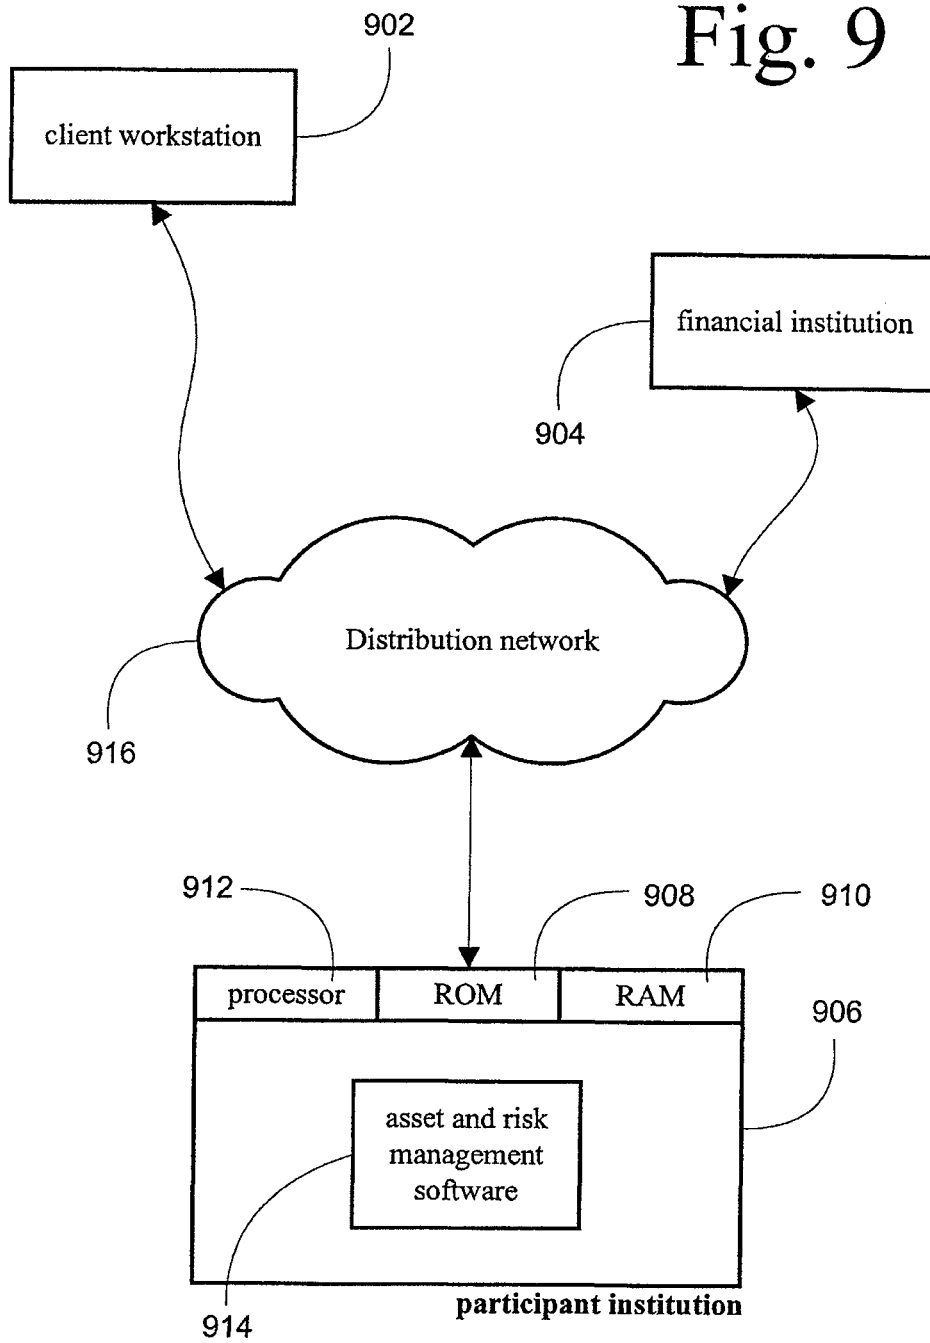 Fig. 9
902
client workstation
financial institution
904
Distribution network
916
912
908
910
processor
ROM
RAM
906
asset and risk
management
software
participant institution
914